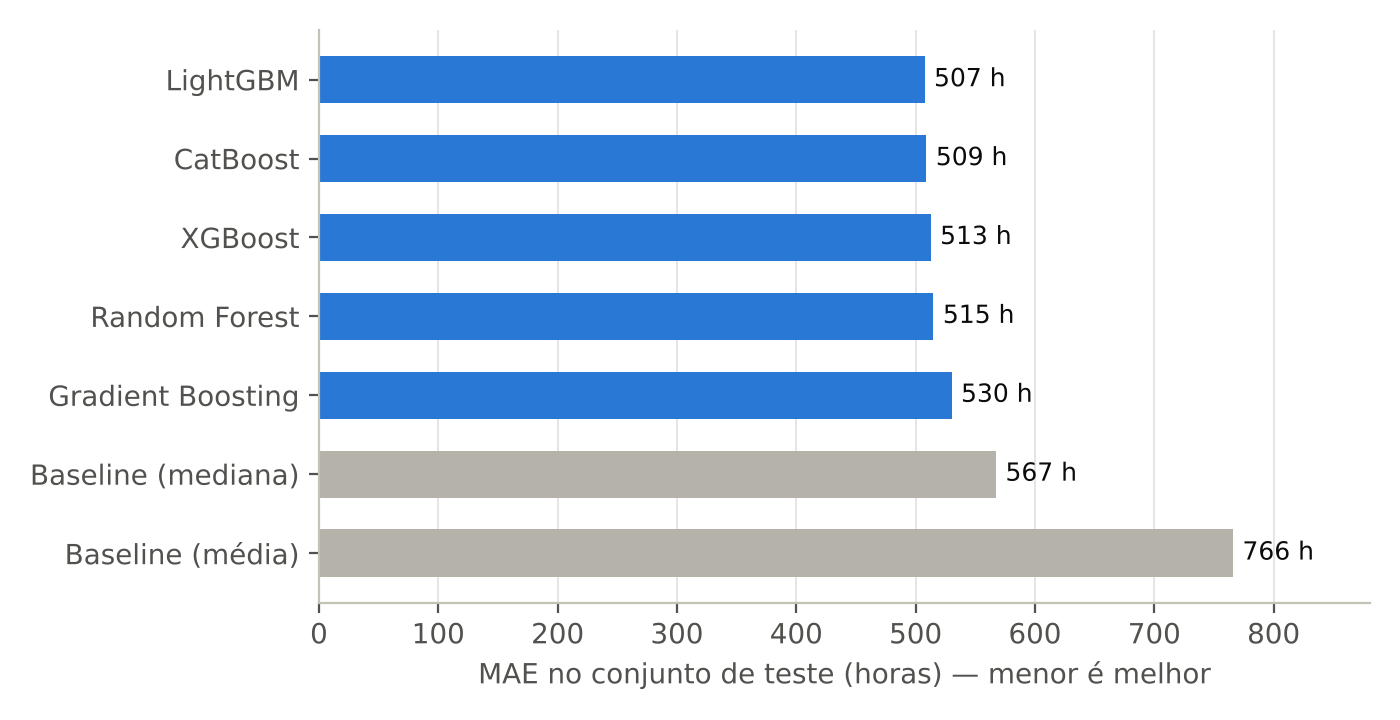 LightGBM 507 h
CatBoost 509 h
XGBoost 513 h
Random Forest 515 h
Gradient Boosting 530 h
Baseline (mediana) 567 h
Baseline (média) 766 h
0 100 200 300 400 500 600 700 800
MAE no conjunto de teste (horas) — menor é melhor